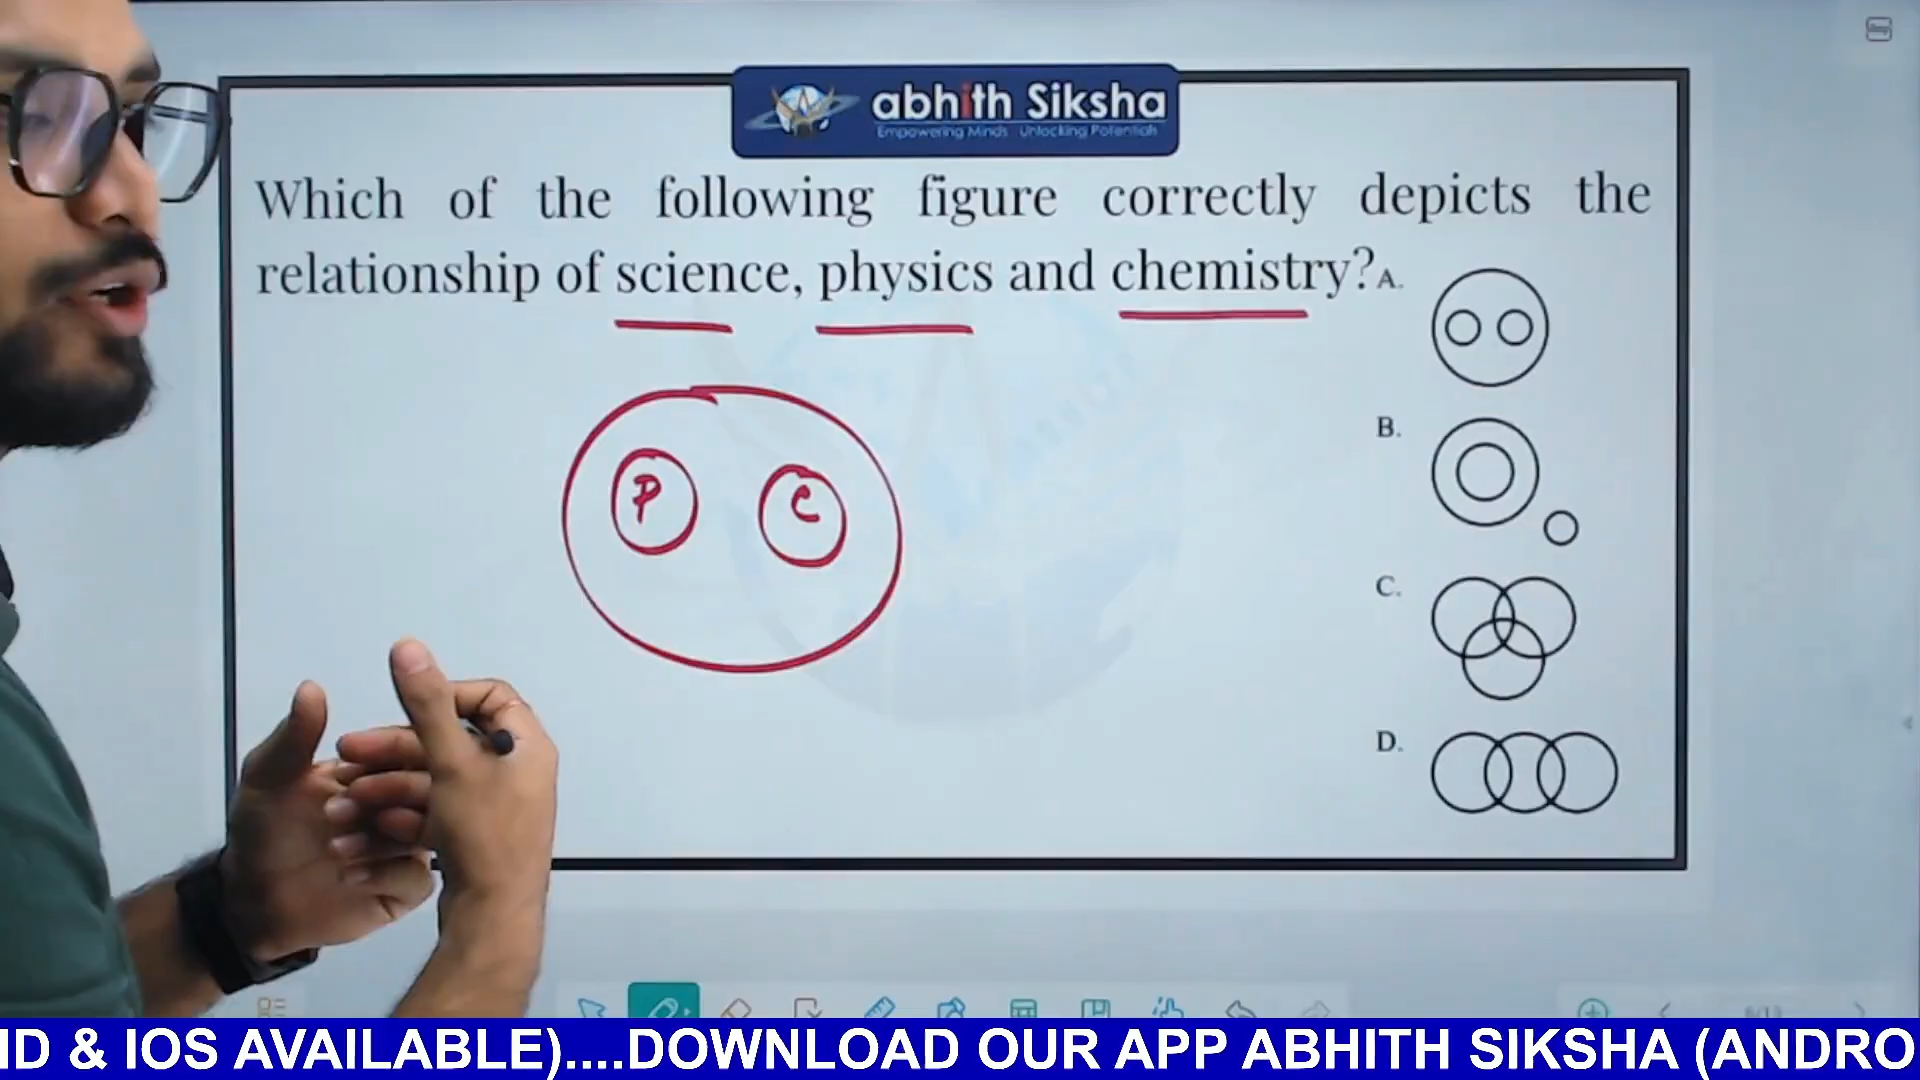 abhith Siksha
Empowering Minds Unlocking Potentials
Which of the following figure correctly depicts the
relationship of science, physics and chemistry?
A.
B.
C.
D.
P C
ID & IOS AVAILABLE)....DOWNLOAD OUR APP ABHITH SIKSHA (ANDRO